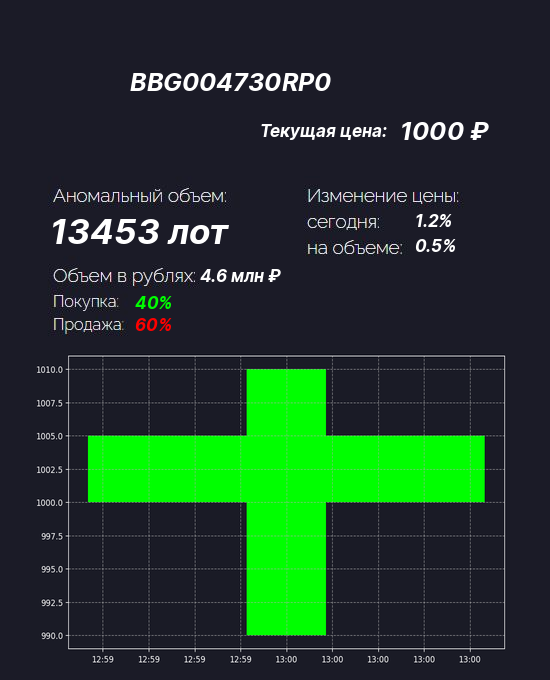 BBG004730RP0
Текущая цена: 1000 ₽
Аномальный объем:
13453 лот
Изменение цены:
сегодня: 1.2%
на объеме: 0.5%
Объем в рублях: 4.6 млн ₽
Покупка: 40%
Продажа: 60%
1010.0
1007.5
1005.0
1002.5
1000.0
997.5
995.0
992.5
990.0
12:59 12:59 12:59 12:59 13:00 13:00 13:00 13:00 13:00